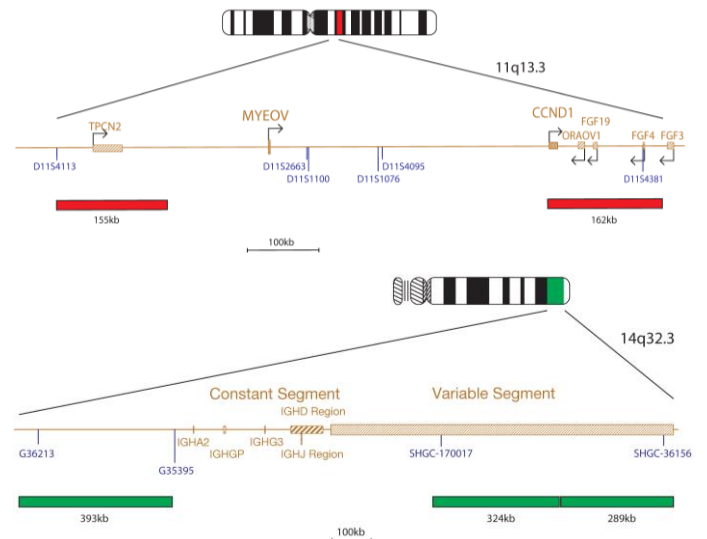 11q13.3
TPCN2
MYEOV
CCND1
FGF19
ORAOV1
FGF4
FGF3
D11S4113
D11S2663
D11S4095
D11S1100
D11S1076
D11S4381
155kb
162kb
100kb
14q32.3
Constant Segment
Variable Segment
IGHD Region
IGHA2
IGHG3
IGHGP
IGHJ Region
G36213
G35395
SHGC-170017
SHGC-36156
393kb
324kb
289kb
100kb